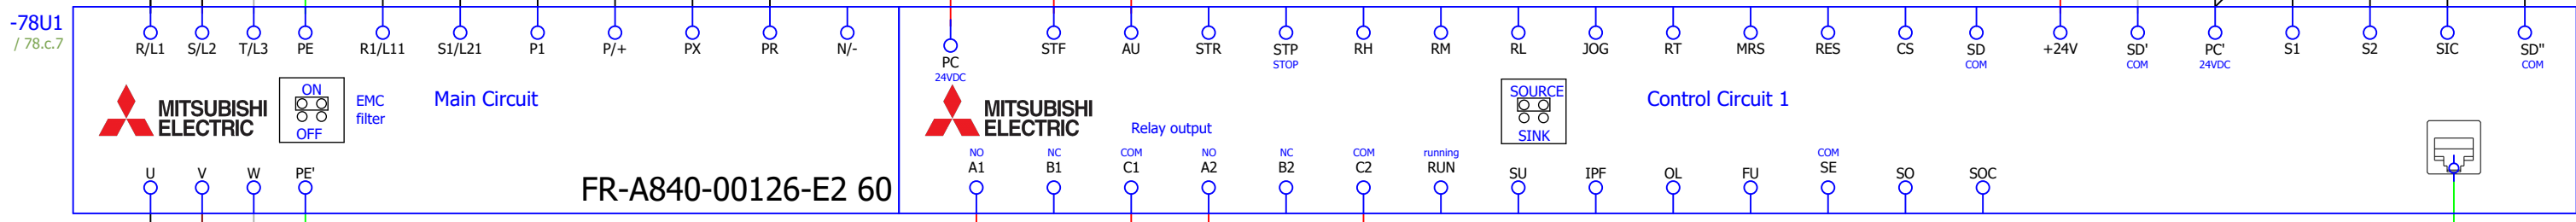 -78U1
/ 78.c.7
R/L1 S/L2 T/L3 PE R1/L11 S1/L21 P1 P/+ PX PR N/-
ON
OFF
EMC
filter
Main Circuit
MITSUBISHI
ELECTRIC
U V W PE'
FR-A840-00126-E2 60
PC STF AU STR STP RH RM RL JOG RT MRS RES CS SD +24V SD' PC' S1 S2 SIC SD"
24VDC STOP COM COM 24VDC COM
MITSUBISHI
ELECTRIC
Relay output
SOURCE
SINK
Control Circuit 1
NO NC COM NO NC COM running COM
A1 B1 C1 A2 B2 C2 RUN SU IPF OL FU SE SO SOC